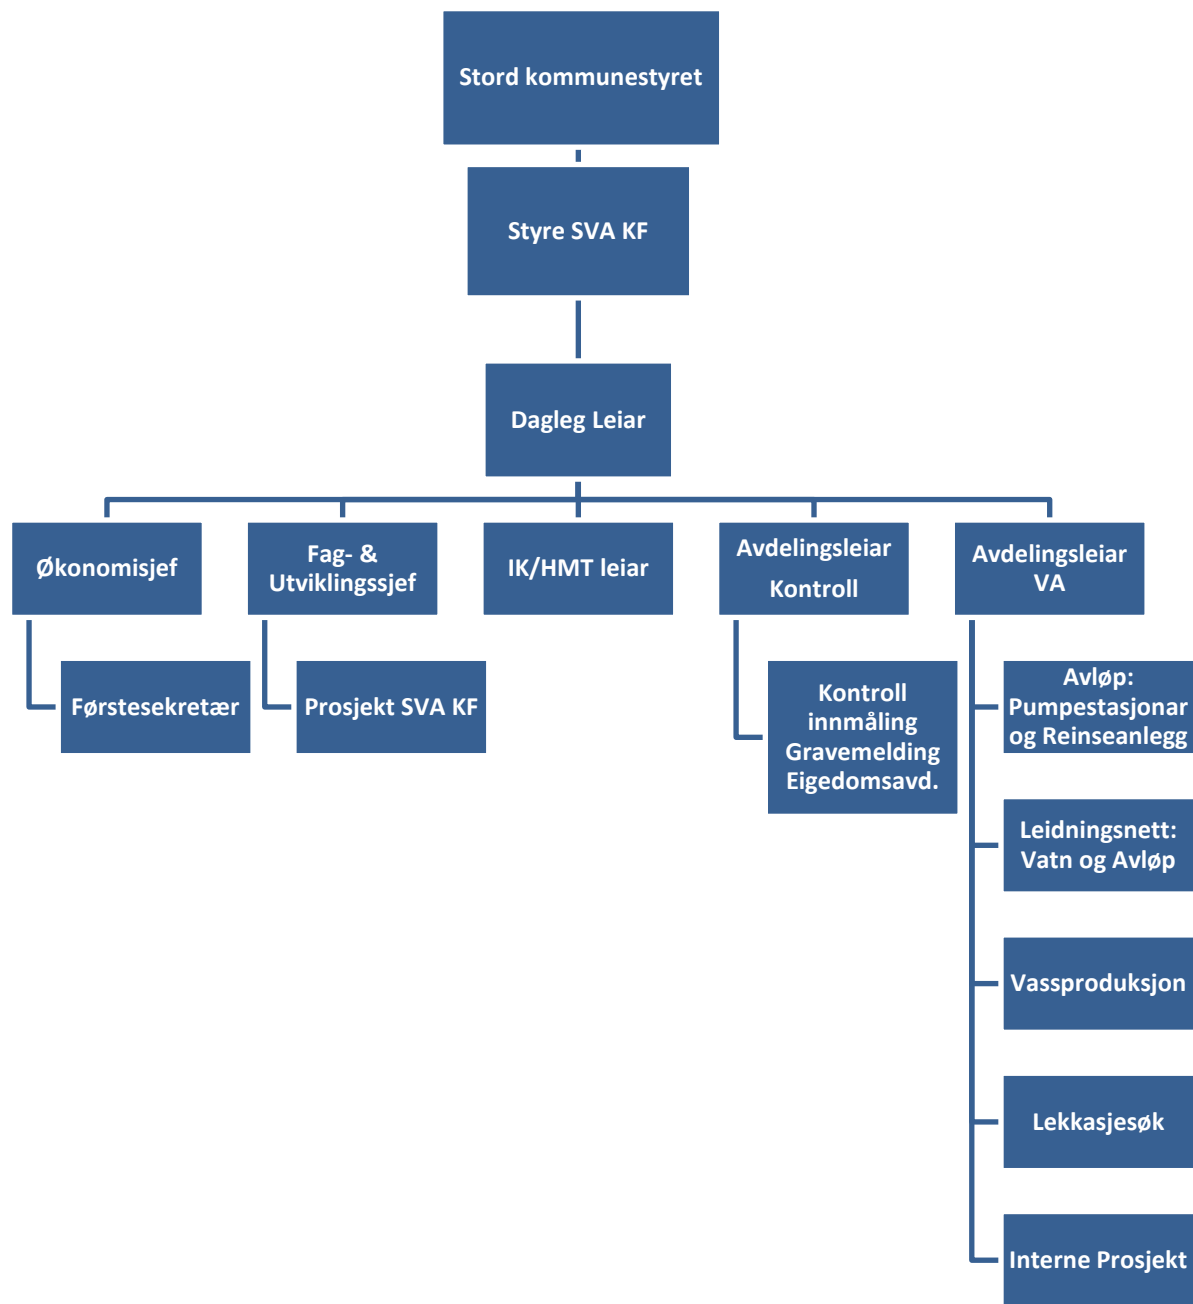 Stord kommunestyret
Styre SVA KF
Dagleg Leiar
Økonomisjef
Fag- &
Utviklingssjef
IK/HMT leiar
Avdelingsleiar
Kontroll
Avdelingsleiar
VA
Førstesekretær
Prosjekt SVA KF
Kontroll
innmåling
Gravemelding
Eigedomsavd.
Avløp:
Pumpestasjonar
og Reinseanlegg
Leidningsnett:
Vatn og Avløp
Vassproduksjon
Lekkasjesøk
Interne Prosjekt